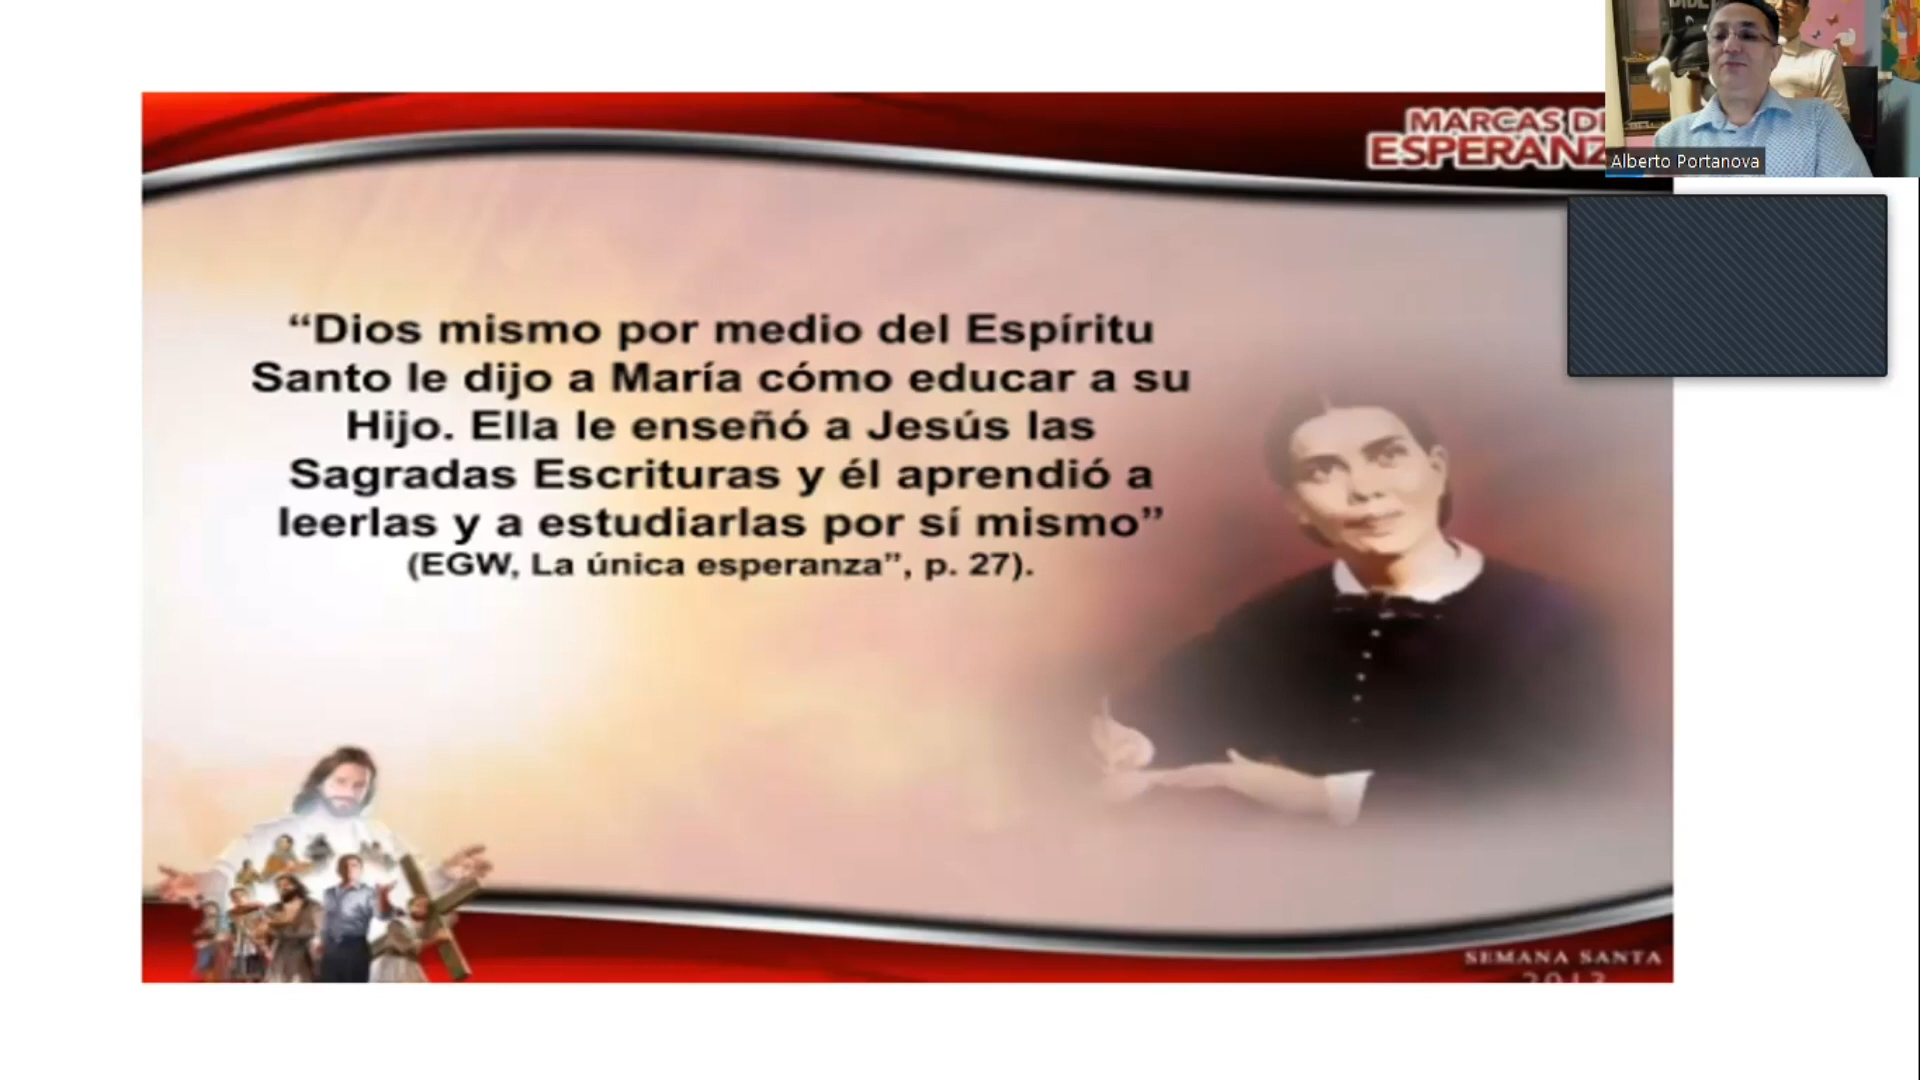 MARCAS DE
ESPERANZ
Alberto Portanova
“Dios mismo por medio del Espíritu
Santo le dijo a María cómo educar a su
Hijo. Ella le enseñó a Jesús las
Sagradas Escrituras y él aprendió a
leerlas y a estudiarlas por sí mismo”
(EGW, La única esperanza”, p. 27).
SEMANA SANTA
2013